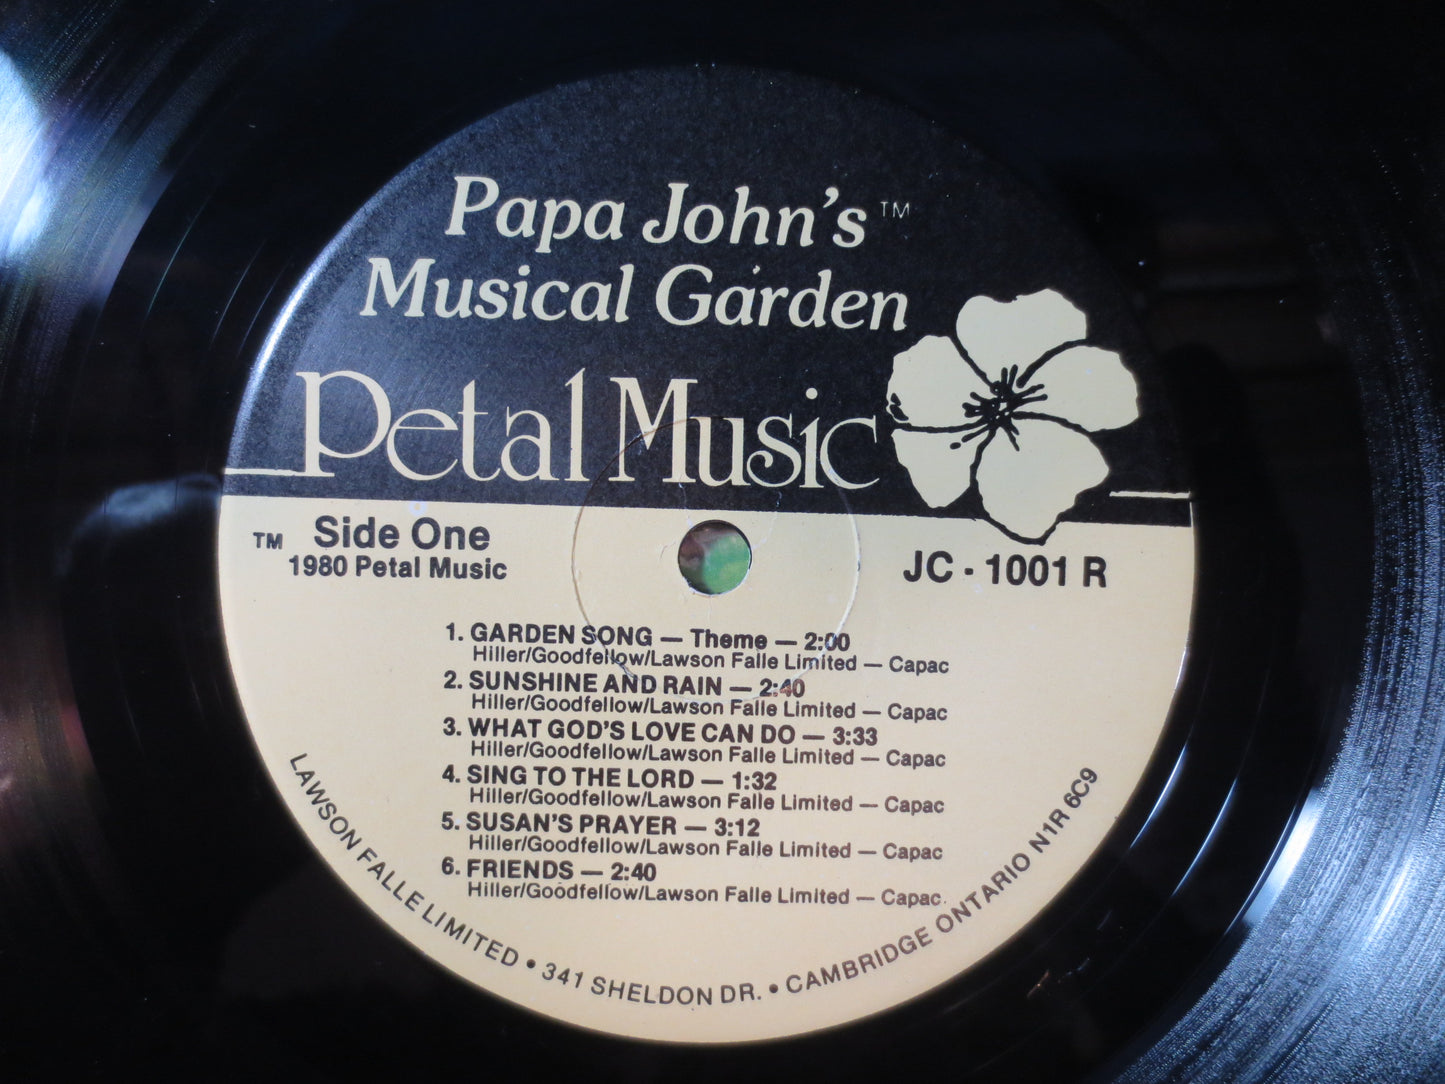 Papa John's™
Musical Garden
Petal Music
™ Side One
1980 Petal Music
JC - 1001 R
1. GARDEN SONG — Theme — 2:00
Hiller/Goodfellow/Lawson Falle Limited — Capac
2. SUNSHINE AND RAIN — 2:40
Hiller/Goodfellow/Lawson Falle Limited — Capac
3. WHAT GOD'S LOVE CAN DO — 3:33
Hiller/Goodfellow/Lawson Falle Limited — Capac
4. SING TO THE LORD — 1:32
Hiller/Goodfellow/Lawson Falle Limited — Capac
5. SUSAN'S PRAYER — 3:12
Hiller/Goodfellow/Lawson Falle Limited — Capac
6. FRIENDS — 2:40
Hiller/Goodfellow/Lawson Falle Limited — Capac
LAWSON FALLE LIMITED • 341 SHELDON DR. • CAMBRIDGE ONTARIO N1R 6C9